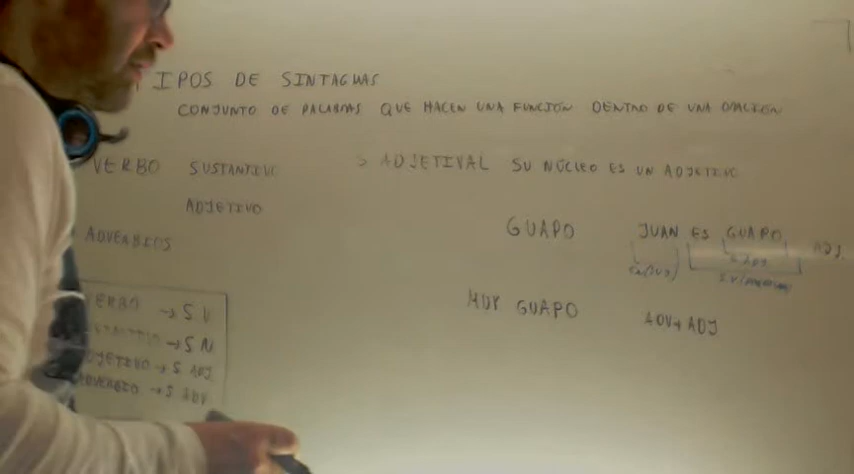 IPOS DE SINTAGMAS
CONJUNTO DE PALABRAS QUE HACEN UNA FUNCIÓN DENTRO DE UNA ORACIÓN
VERBO SUSTANTIVO > ADJETIVAL SU NÚCLEO ES UN ADJETIVO
ADJETIVO
ADVERBIOS
GUAPO JUAN ES GUAPO ADJ
MUY GUAPO ADV+ADJ
VERBO → S V
→ S N
ADJETIVO → S ADJ
ADVERBIO → S ADV